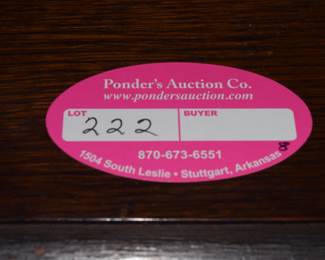 Ponder's Auction Co.
www.pondersauction.com
LOT BUYER
222
870-673-6551
1504 South Leslie • Stuttgart, Arkansas